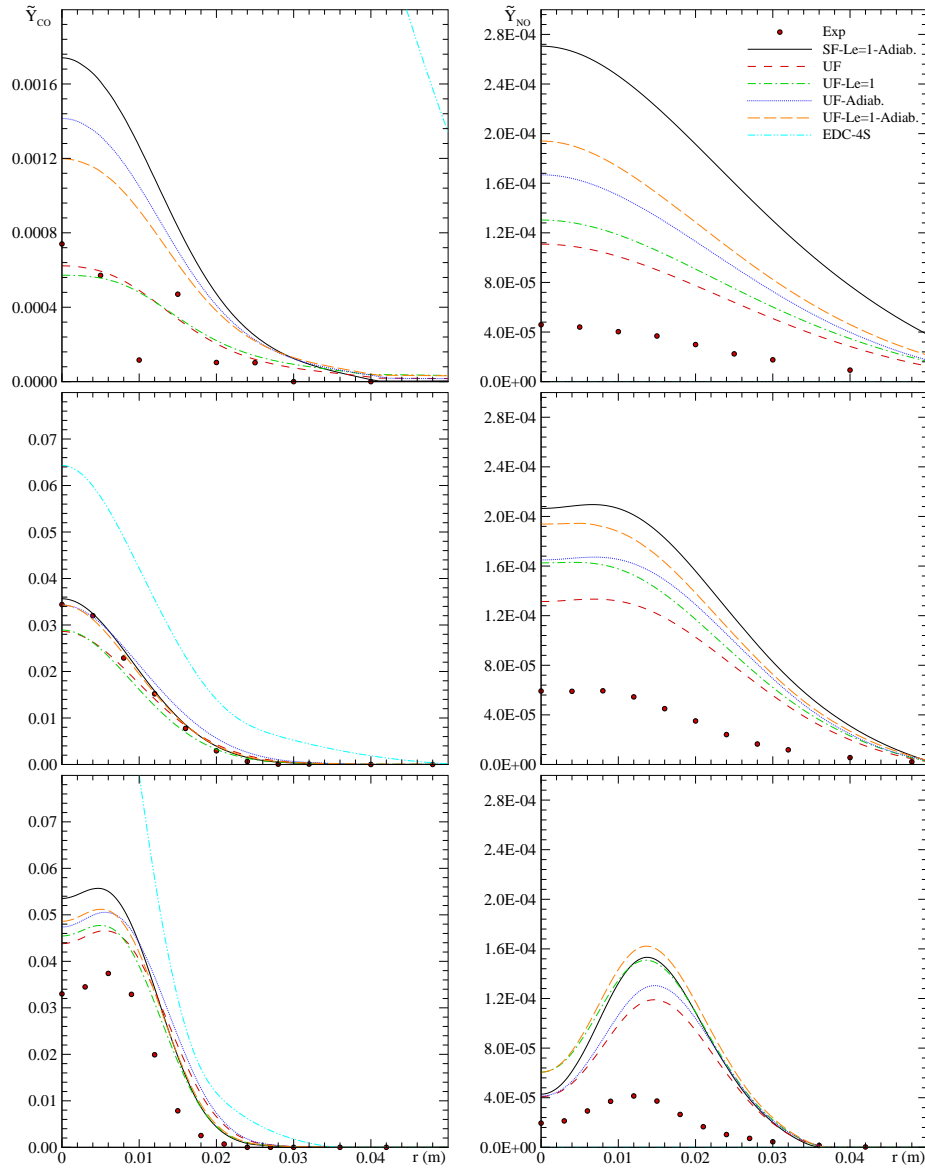 Ỹ_CO
0.0016
0.0012
0.0008
0.0004
0.0000
Ỹ_NO
2.8E-04
2.4E-04
2.0E-04
1.6E-04
1.2E-04
8.0E-05
4.0E-05
0.0E+00
Exp
SF-Le=1-Adiab.
UF
UF-Le=1
UF-Adiab.
UF-Le=1-Adiab.
EDC-4S
0.07
0.06
0.05
0.04
0.03
0.02
0.01
0.00
2.8E-04
2.4E-04
2.0E-04
1.6E-04
1.2E-04
8.0E-05
4.0E-05
0.0E+00
0.07
0.06
0.05
0.04
0.03
0.02
0.01
0.00
0 0.01 0.02 0.03 0.04 r (m)
2.8E-04
2.4E-04
2.0E-04
1.6E-04
1.2E-04
8.0E-05
4.0E-05
0.0E+00
0 0.01 0.02 0.03 0.04 r (m)